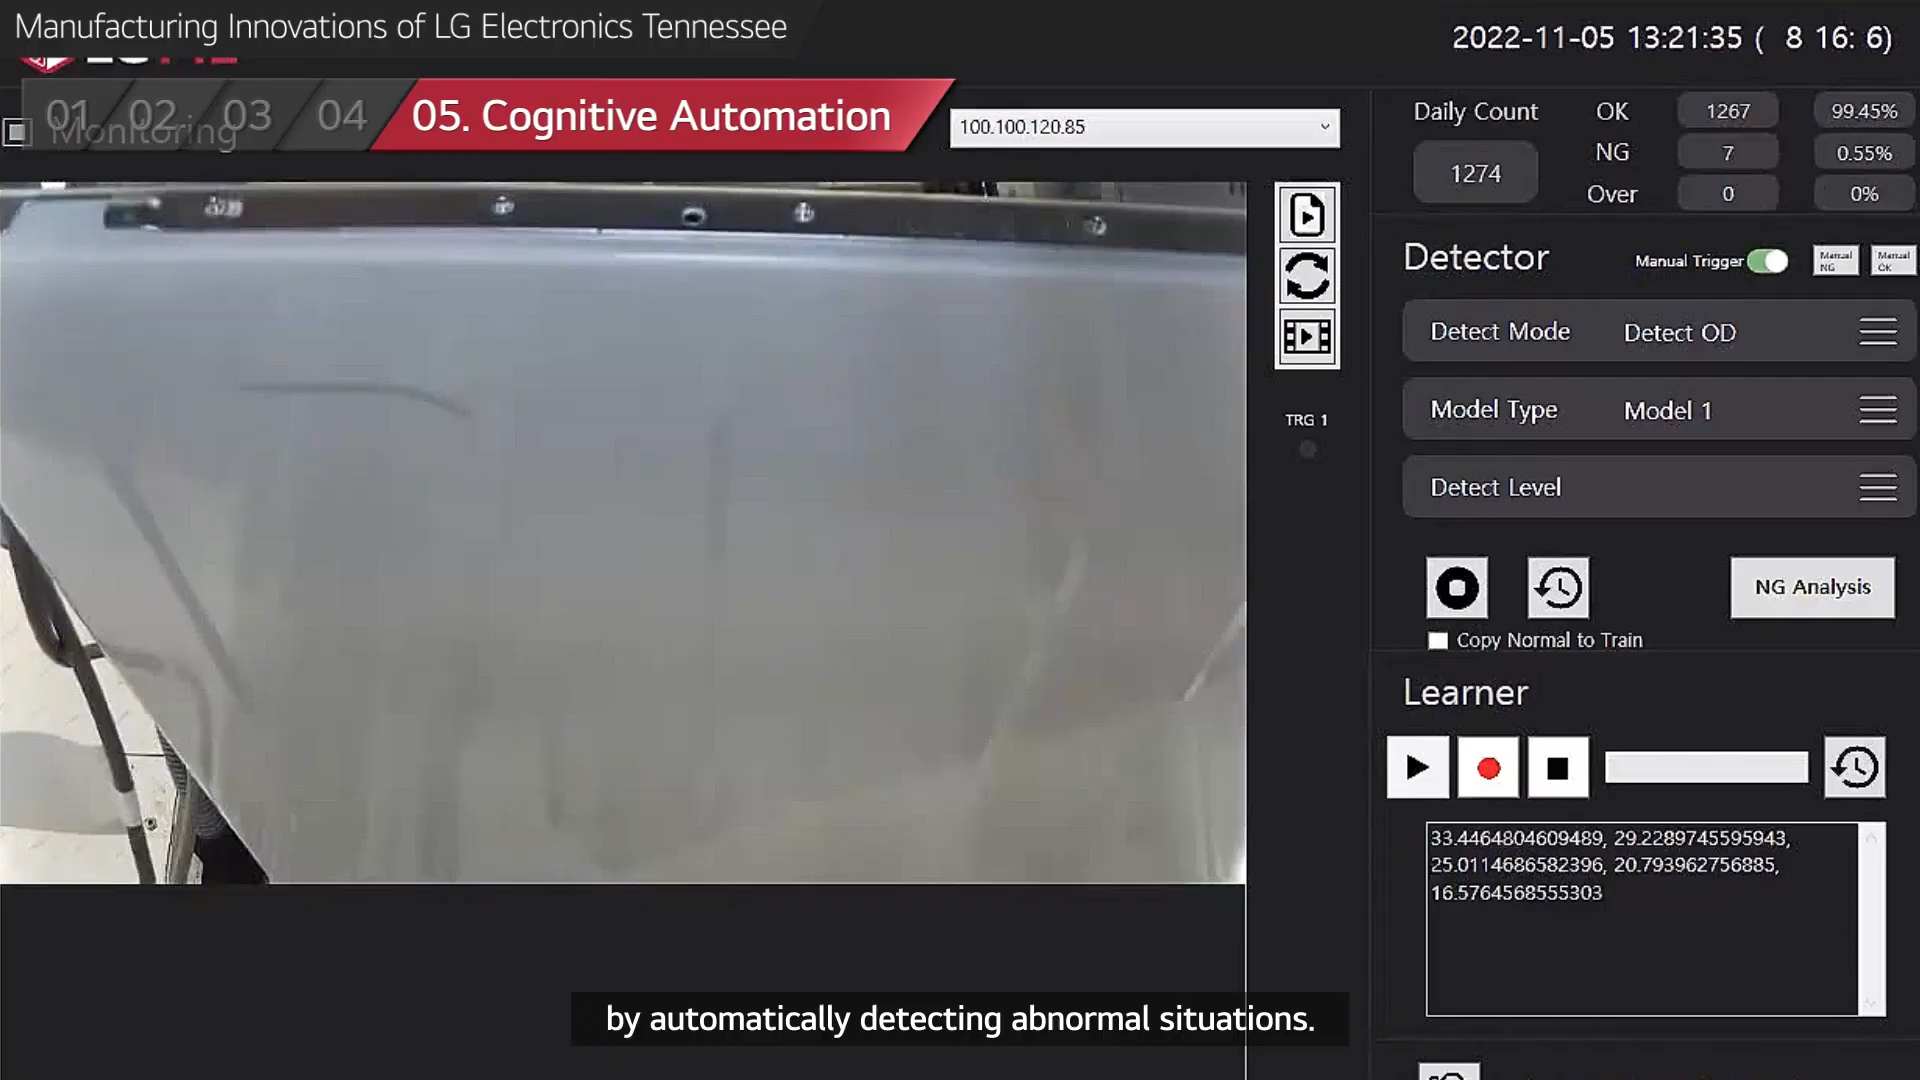 Manufacturing Innovations of LG Electronics Tennessee
2022-11-05 13:21:35 ( 8 16: 6)
01 02 03 04 05. Cognitive Automation
Monitoring
100.100.120.85
Daily Count OK 1267 99.45%
1274 NG 7 0.55%
Over 0 0%
Detector Manual Trigger Manual NG Manual OK
Detect Mode Detect OD
Model Type Model 1
TRG 1
Detect Level
NG Analysis
Copy Normal to Train
Learner
33.4464804609489, 29.2289745595943,
25.0114686582396, 20.793962756885,
16.5764568555303
by automatically detecting abnormal situations.